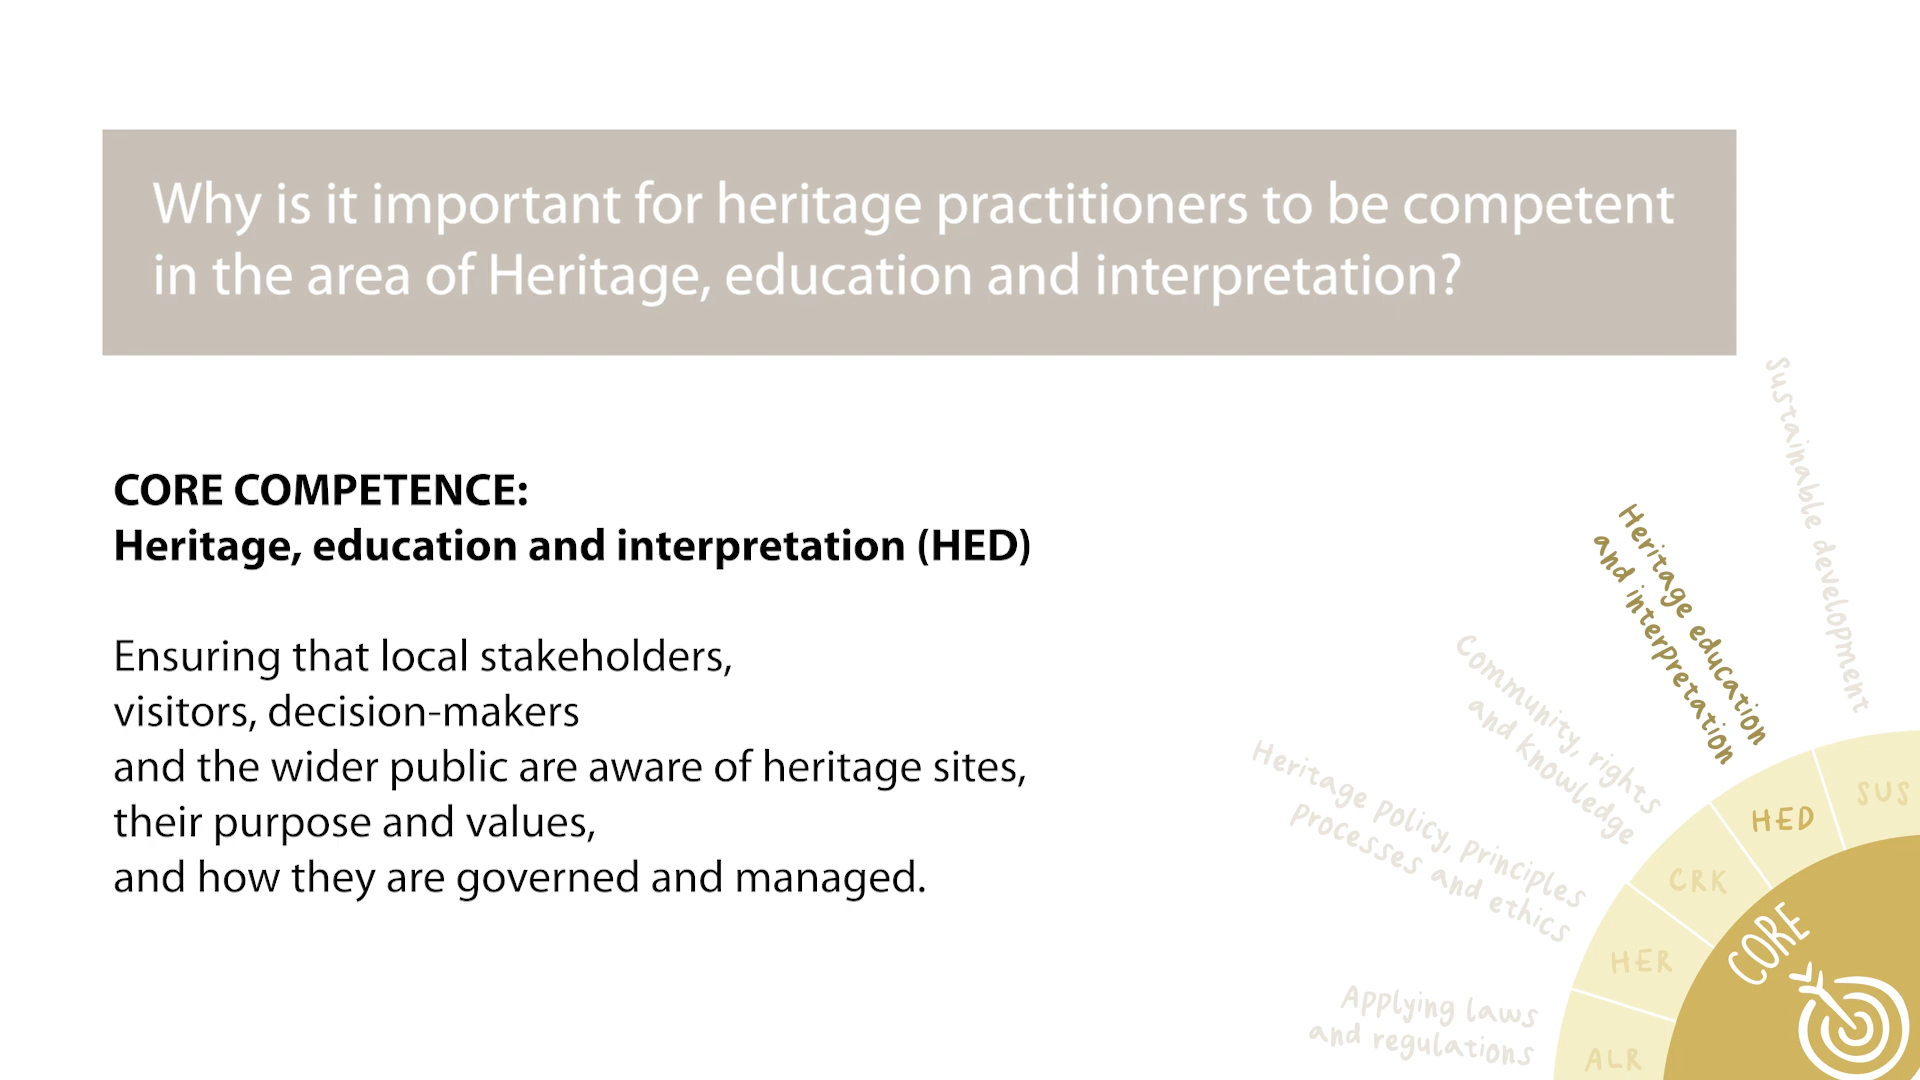 Why is it important for heritage practitioners to be competent
in the area of Heritage, education and interpretation?
CORE COMPETENCE:
Heritage, education and interpretation (HED)
Ensuring that local stakeholders,
visitors, decision-makers
and the wider public are aware of heritage sites,
their purpose and values,
and how they are governed and managed.
Applying laws
and regulations
Heritage policy, principles
processes and ethics
Community, rights
and knowledge
Heritage education
and interpretation
Sustainable development
ALR
HER
CRK
HED
SUS
CORE